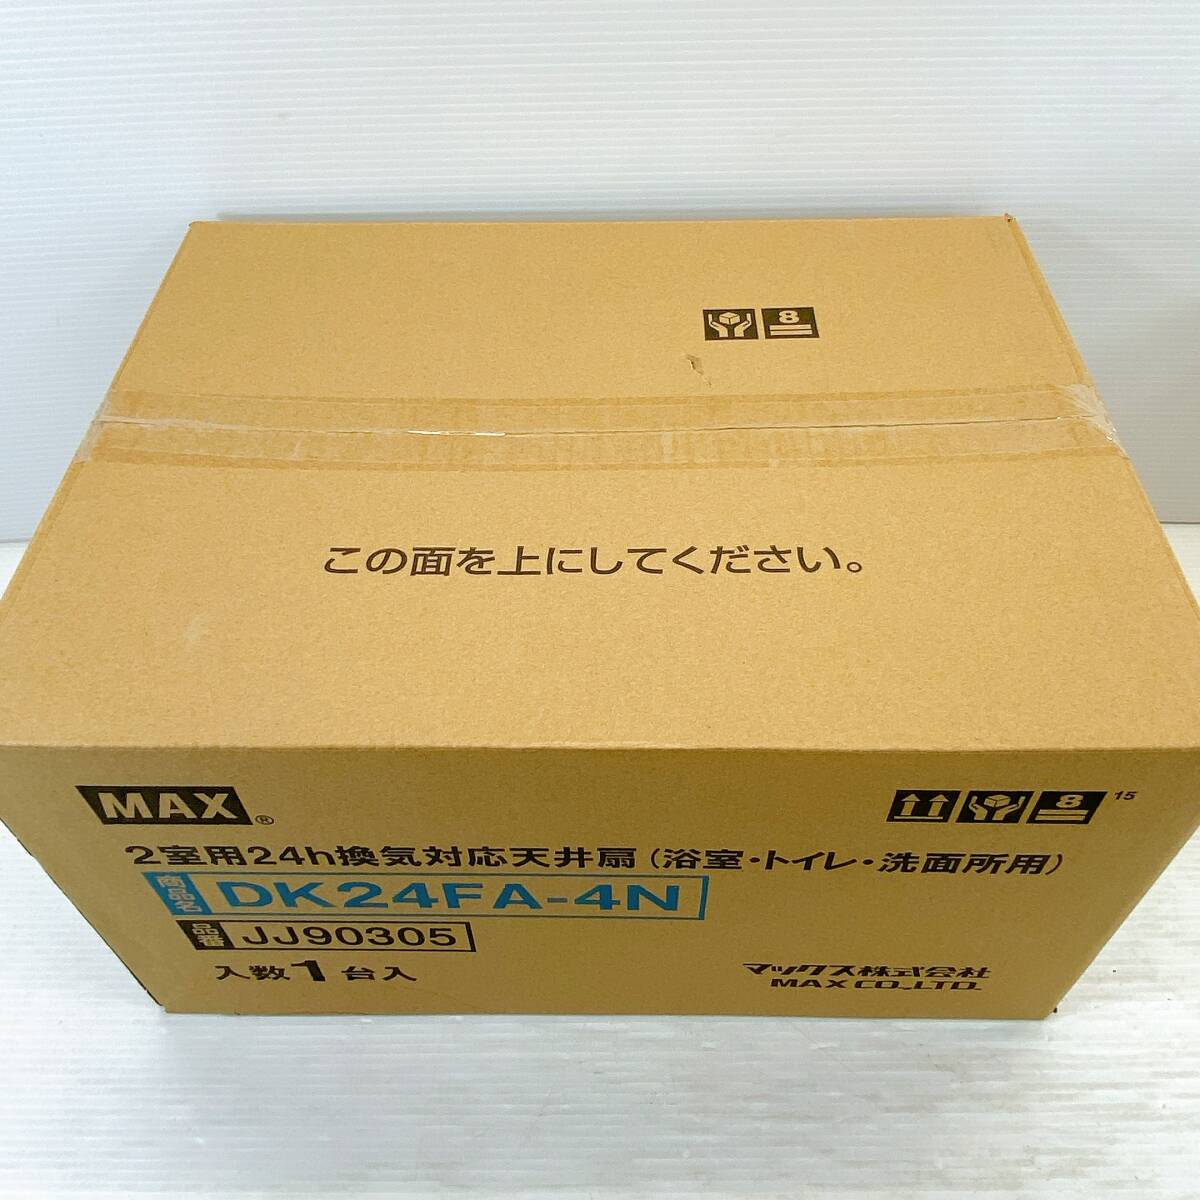 8
この面を上にしてください。
MAX®
8 15
2室用24h換気対応天井扇(浴室・トイレ・洗面所用)
商品名 DK24FA-4N
品番 JJ90305
入数1台入
マックス株式会社
MAX CO.,LTD.